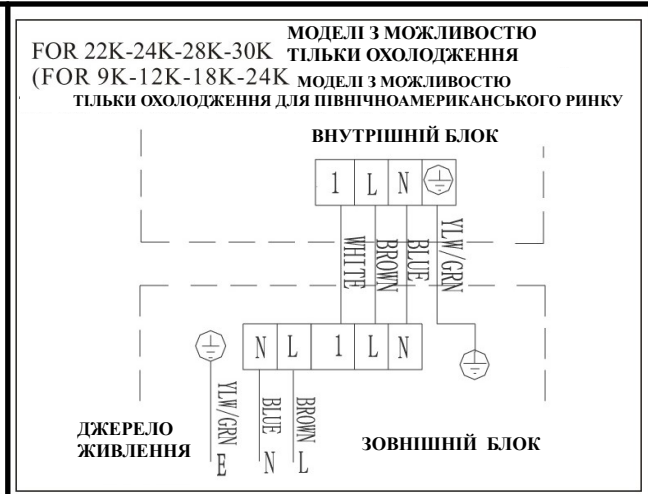 FOR 22K-24K-28K-30K МОДЕЛІ З МОЖЛИВОСТЮ ТІЛЬКИ ОХОЛОДЖЕННЯ
(FOR 9K-12K-18K-24K МОДЕЛІ З МОЖЛИВОСТЮ
ТІЛЬКИ ОХОЛОДЖЕННЯ ДЛЯ ПІВНІЧНОАМЕРИКАНСЬКОГО РИНКУ
ВНУТРІШНІЙ БЛОК
1 L N
WHITE
BROWN
BLUE
YLW/GRN
N L 1 L N
YLW/GRN
BLUE
BROWN
ДЖЕРЕЛО
ЖИВЛЕННЯ
E N L
ЗОВНІШНІЙ БЛОК